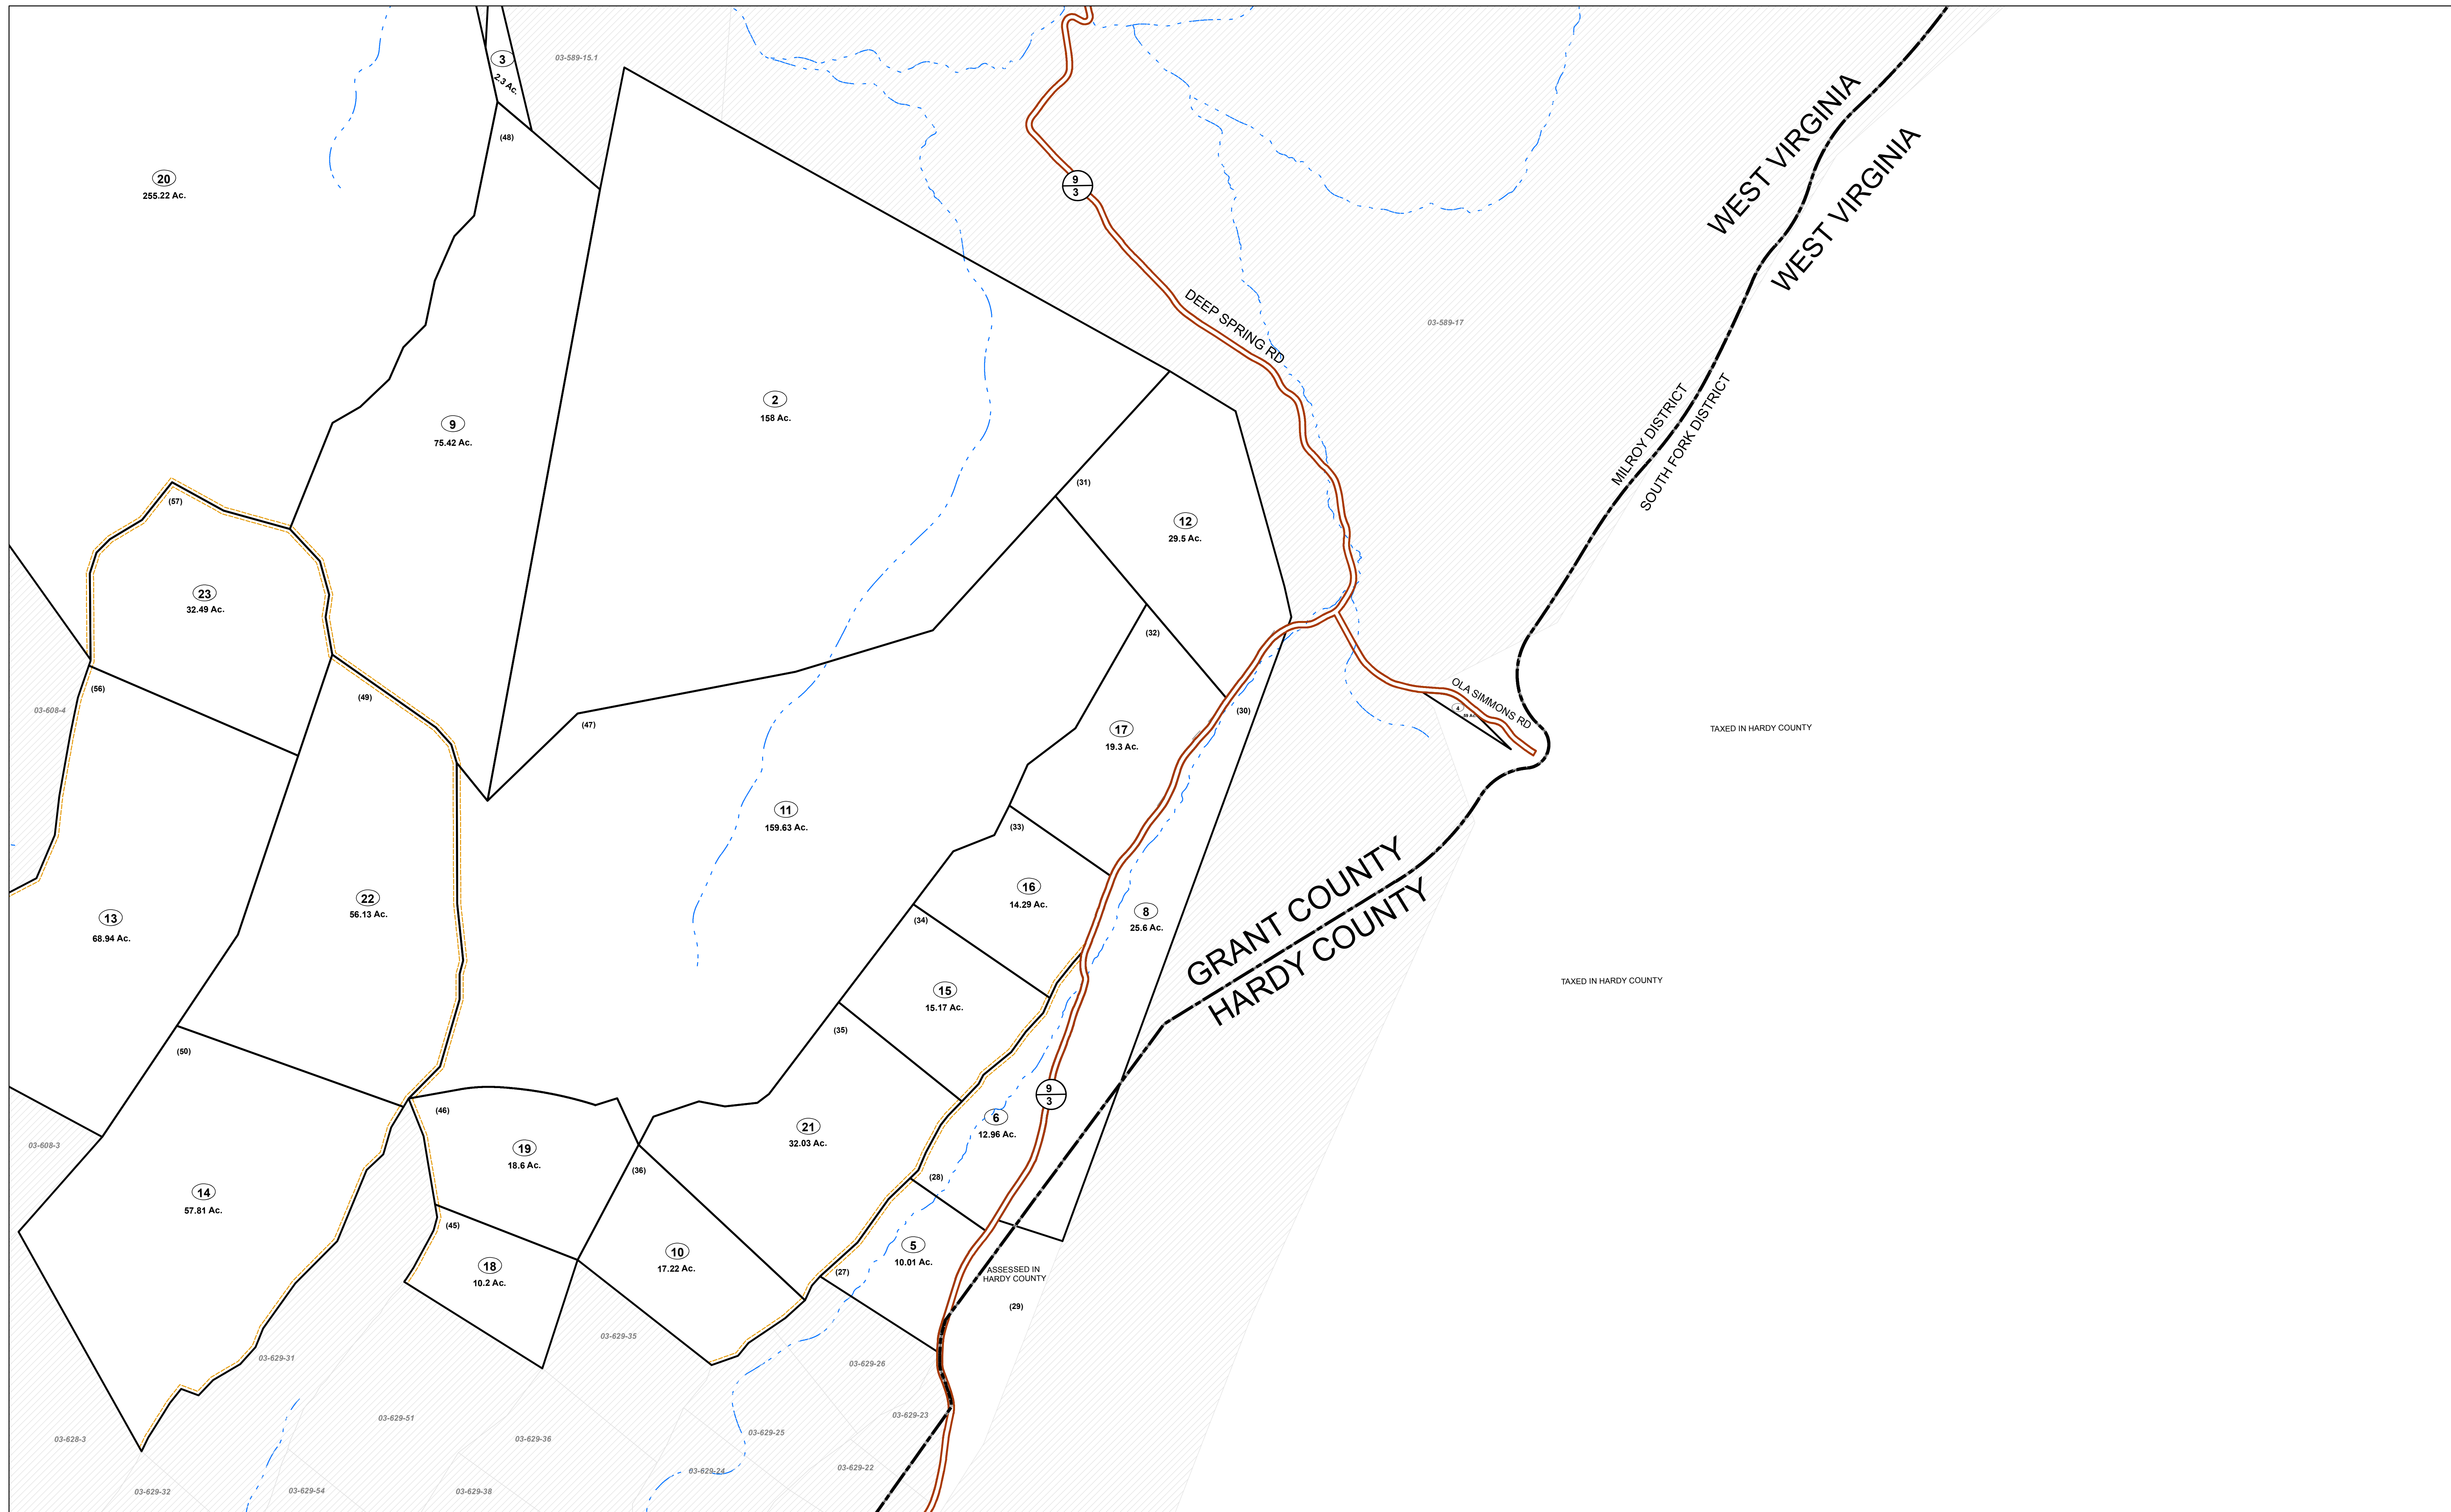 3
2.3 Ac.
03-589-15.1
(48)
20
255.22 Ac.
9
3
WEST VIRGINIA
WEST VIRGINIA
DEEP SPRING RD
03-589-17
2
158 Ac.
9
75.42 Ac.
MILROY DISTRICT
SOUTH FORK DISTRICT
(31)
12
29.5 Ac.
(57)
23
32.49 Ac.
(32)
(56)
(49)
03-608-4
(30)
OLA SIMMONS RD
4
(47)
17
19.3 Ac.
TAXED IN HARDY COUNTY
11
159.63 Ac.
(33)
16
14.29 Ac.
22
56.13 Ac.
13
68.94 Ac.
(34)
8
25.6 Ac.
GRANT COUNTY
HARDY COUNTY
TAXED IN HARDY COUNTY
15
15.17 Ac.
(35)
(50)
9
3
(46)
6
12.96 Ac.
21
32.03 Ac.
03-608-3
19
18.6 Ac.
(36)
(28)
14
57.81 Ac.
(45)
10
17.22 Ac.
5
10.01 Ac.
18
10.2 Ac.
(27)
ASSESSED IN
HARDY COUNTY
(29)
03-629-35
03-629-31
03-629-26
03-629-51
03-629-23
03-629-25
03-628-3
03-629-36
03-629-24
03-629-22
03-629-32
03-629-54
03-629-38